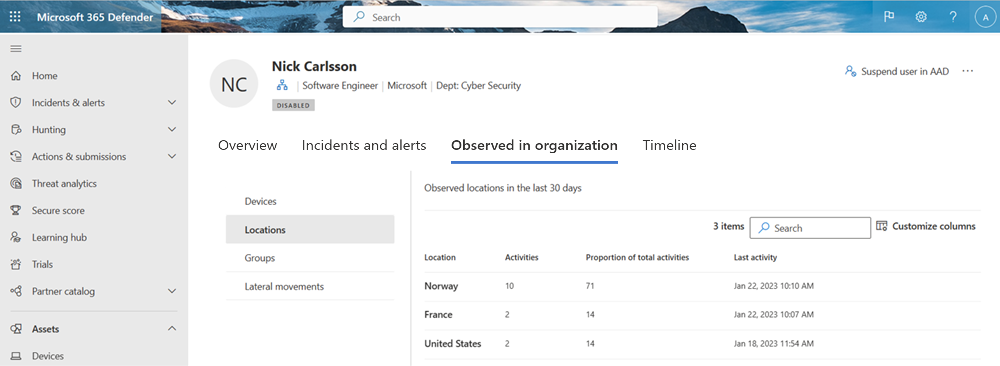 Microsoft 365 Defender
Search
?
A
Home
Incidents & alerts
Hunting
Actions & submissions
Threat analytics
Secure score
Learning hub
Trials
Partner catalog
Assets
Devices
NC
Nick Carlsson
Software Engineer | Microsoft | Dept: Cyber Security
DISABLED
Suspend user in AAD ...
Overview Incidents and alerts Observed in organization Timeline
Devices
Locations
Groups
Lateral movements
Observed locations in the last 30 days
3 items Search Customize columns
Location Activities Proportion of total activities Last activity
Norway 10 71 Jan 22, 2023 10:10 AM
France 2 14 Jan 22, 2023 10:07 AM
United States 2 14 Jan 18, 2023 11:54 AM